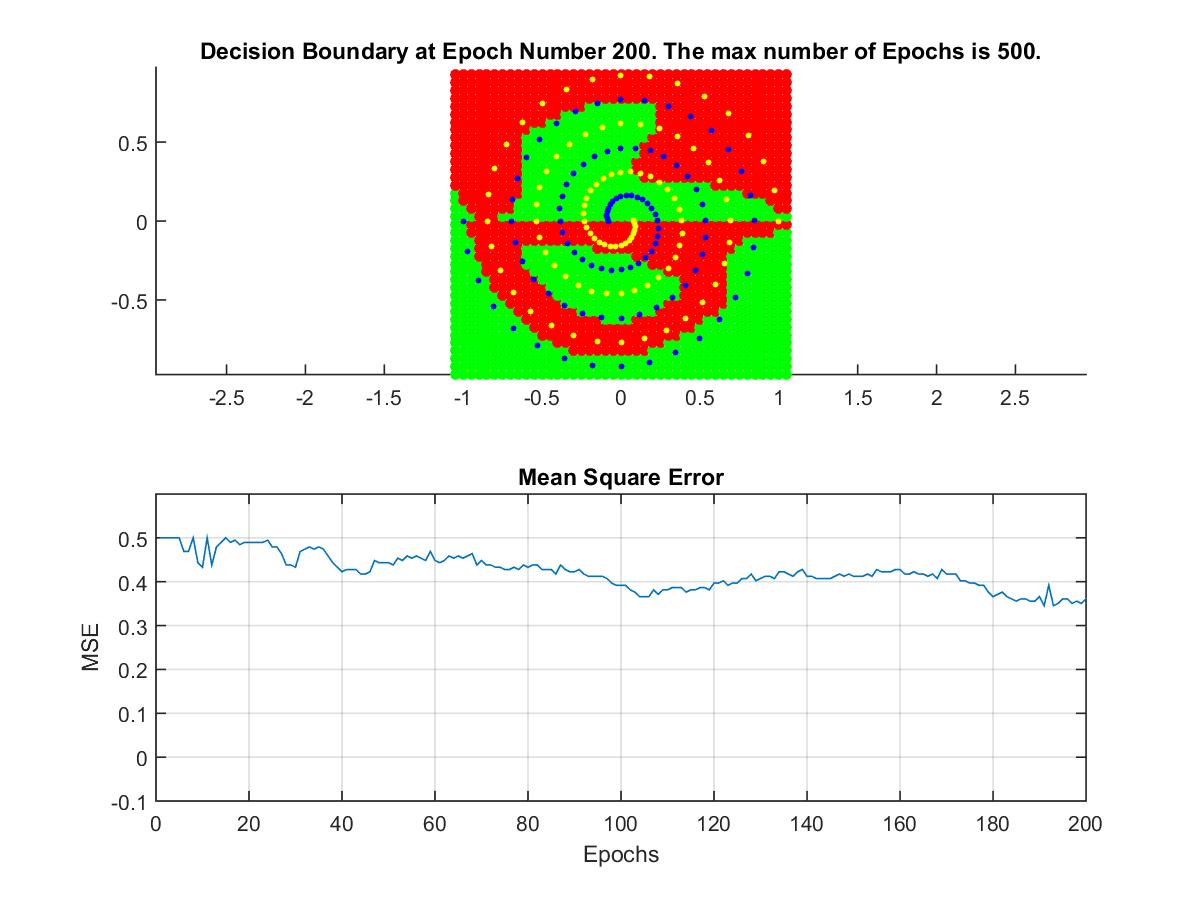 Decision Boundary at Epoch Number 200. The max number of Epochs is 500.
0.5
0
-0.5
-2.5 -2 -1.5 -1 -0.5 0 0.5 1 1.5 2 2.5
Mean Square Error
0.5
0.4
0.3
0.2
0.1
0
-0.1
MSE
0 20 40 60 80 100 120 140 160 180 200
Epochs